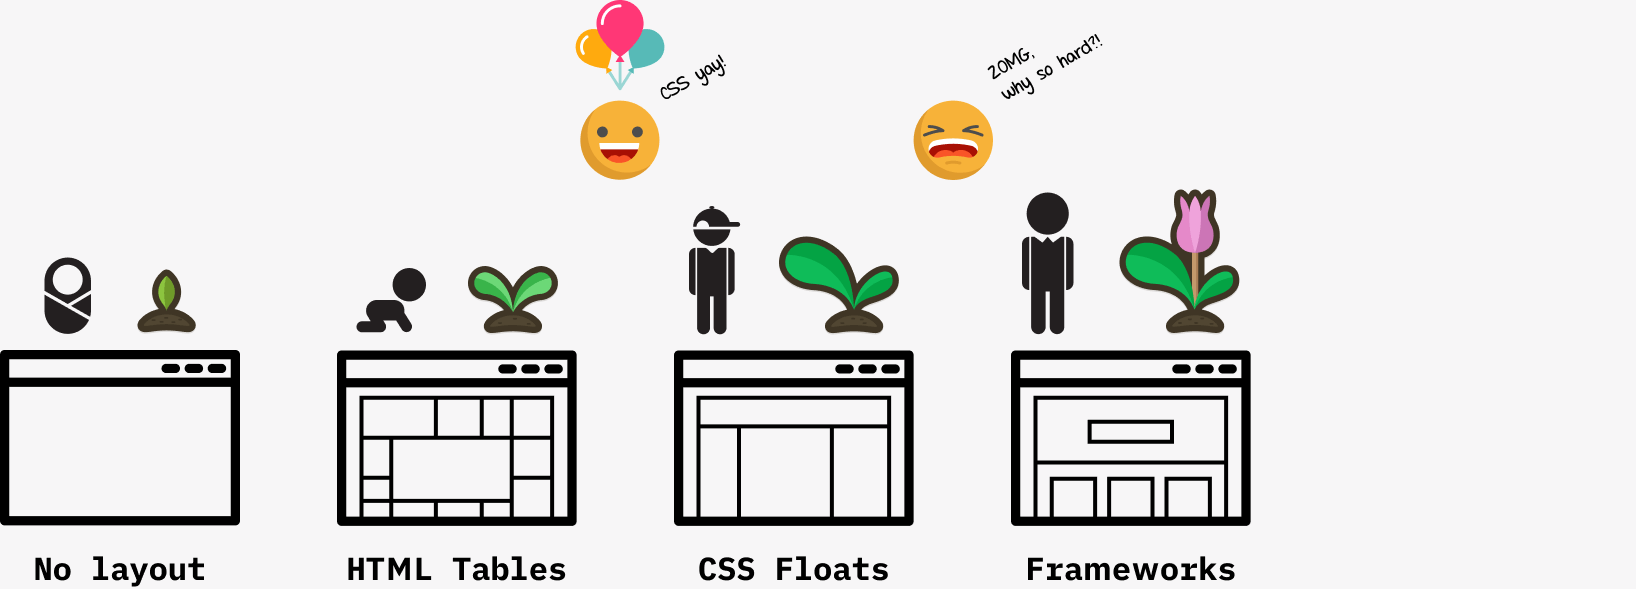 CSS yay!
ZOMG,
why so hard?!
No layout
HTML Tables
CSS Floats
Frameworks